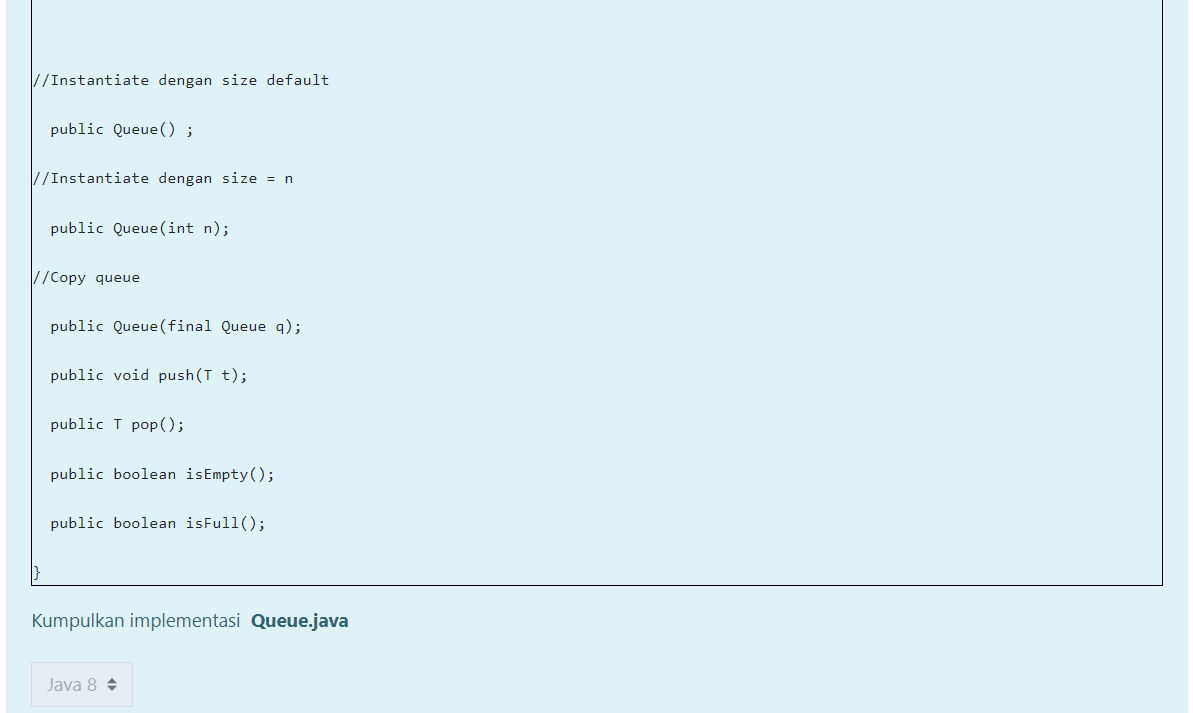 //Instantiate dengan size default
public Queue() ;
//Instantiate dengan size = n
public Queue(int n);
//Copy queue
public Queue(final Queue q);
public void push(T t);
public T pop();
public boolean isEmpty();
public boolean isFull();
}
Kumpulkan implementasi Queue.java
Java 8